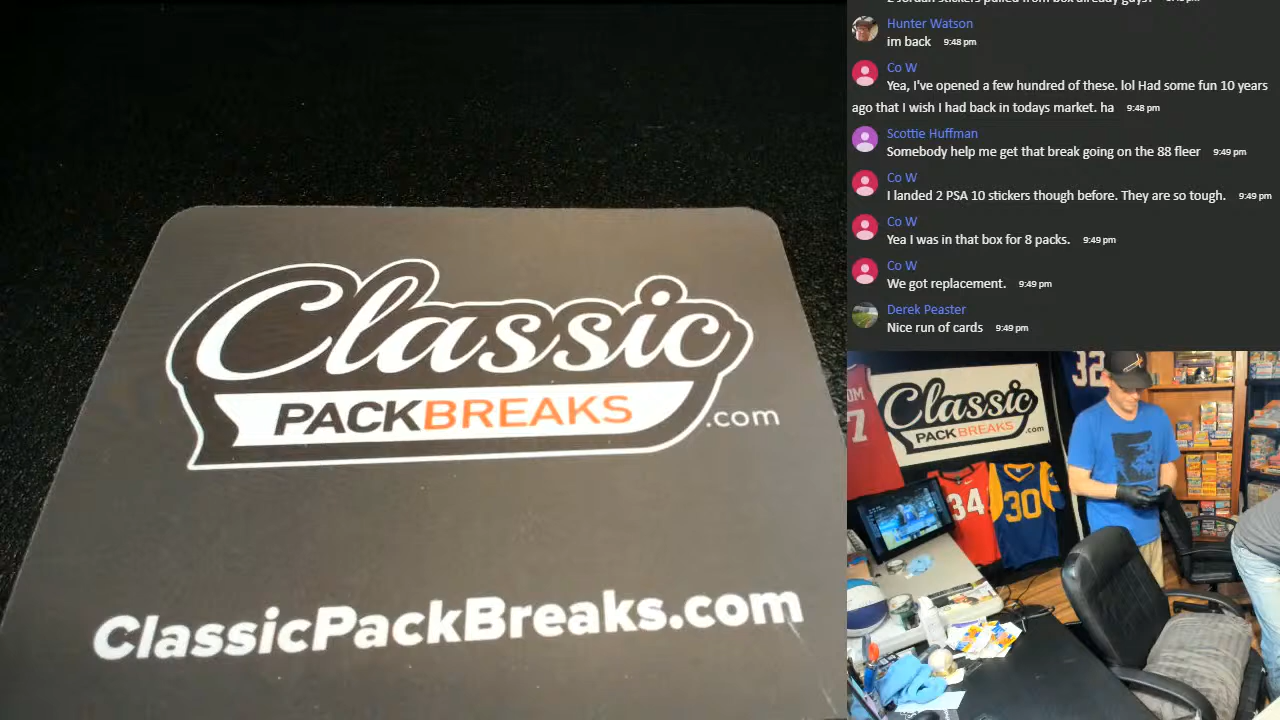 Classic
PACKBREAKS
.com
ClassicPackBreaks.com
Hunter Watson
im back 9:48 pm
Co W
Yea, I've opened a few hundred of these. lol Had some fun 10 years
ago that I wish I had back in todays market. ha 9:48 pm
Scottie Huffman
Somebody help me get that break going on the 88 fleer 9:49 pm
Co W
I landed 2 PSA 10 stickers though before. They are so tough. 9:49 pm
Co W
Yea I was in that box for 8 packs. 9:49 pm
Co W
We got replacement. 9:49 pm
Derek Peaster
Nice run of cards 9:49 pm
Classic
PACKBREAKS
.com
32
7
34
30